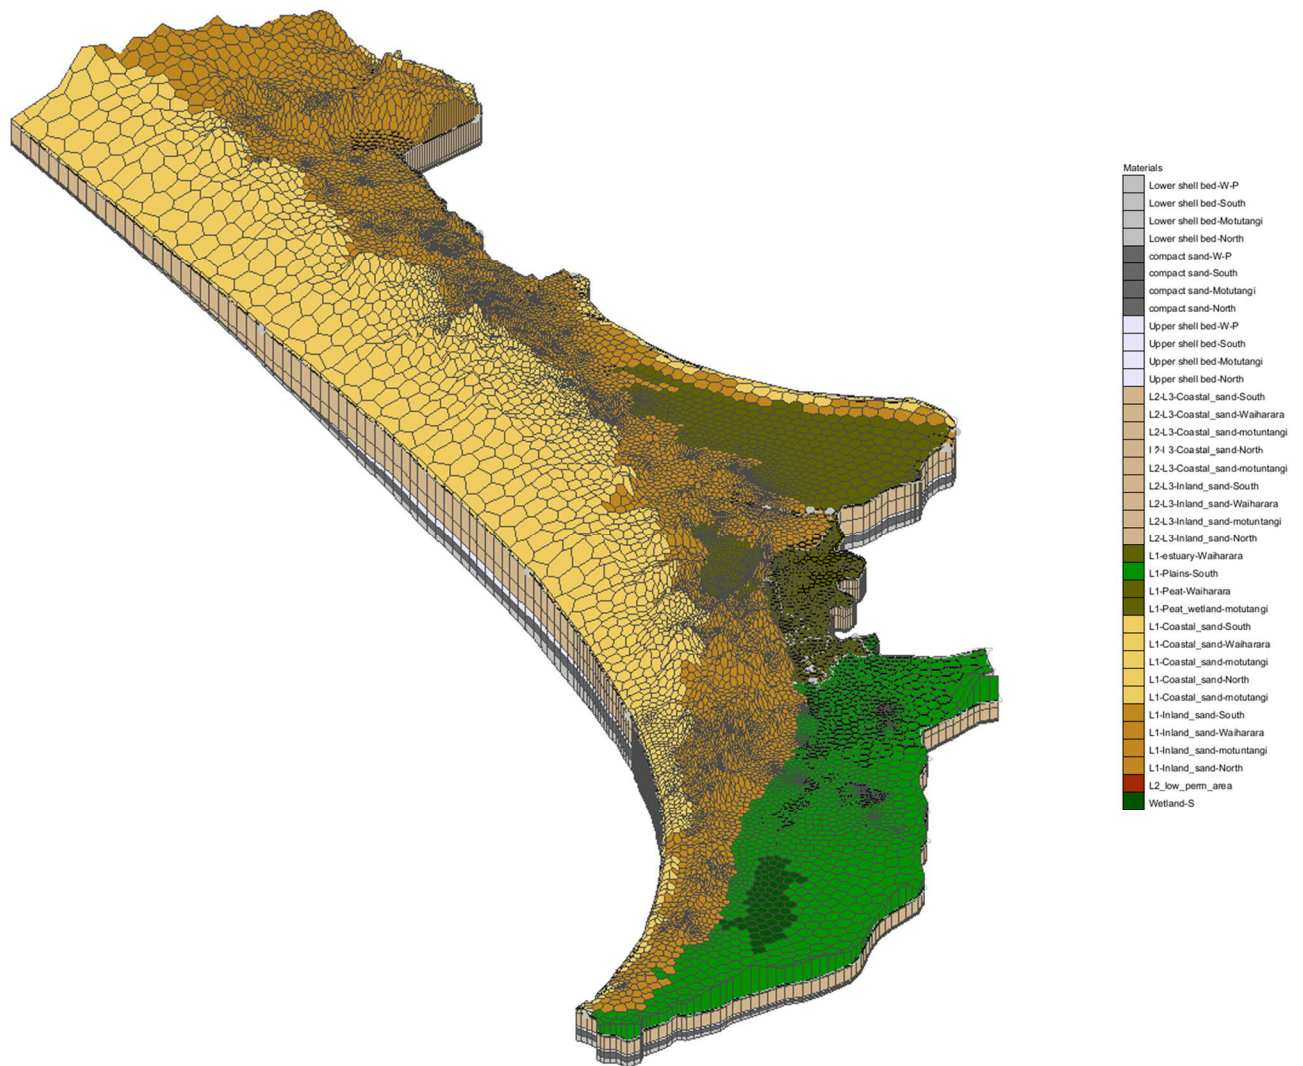 Materials
Lower shell bed-W-P
Lower shell bed-South
Lower shell bed-Motutangi
Lower shell bed-North
compact sand-W-P
compact sand-South
compact sand-Motutangi
compact sand-North
Upper shell bed-W-P
Upper shell bed-South
Upper shell bed-Motutangi
Upper shell bed-North
L2-L3-Coastal_sand-South
L2-L3-Coastal_sand-Waiharara
L2-L3-Coastal_sand-motuntangi
L2-L3-Coastal_sand-North
L2-L3-Coastal_sand-motuntangi
L2-L3-Inland_sand-South
L2-L3-Inland_sand-Waiharara
L2-L3-Inland_sand-motuntangi
L2-L3-Inland_sand-North
L1-estuary-Waiharara
L1-Plains-South
L1-Peat-Waiharara
L1-Peat_wetland-motutangi
L1-Coastal_sand-South
L1-Coastal_sand-Waiharara
L1-Coastal_sand-motutangi
L1-Coastal_sand-North
L1-Coastal_sand-motutangi
L1-Inland_sand-South
L1-Inland_sand-Waiharara
L1-Inland_sand-motuntangi
L1-Inland_sand-North
L2_low_perm_area
Wetland-S